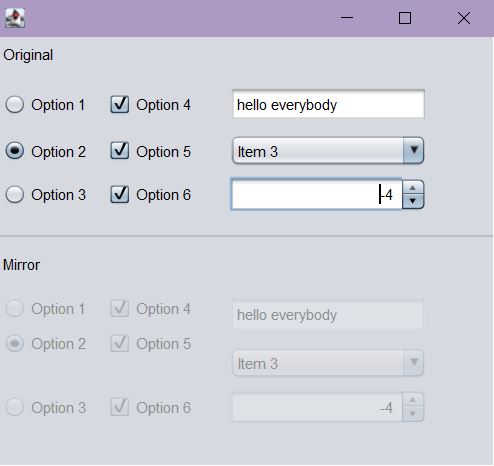 Original
Option 1 Option 4 hello everybody
Option 2 Option 5 Item 3
Option 3 Option 6 -4
Mirror
Option 1 Option 4 hello everybody
Option 2 Option 5
Item 3
Option 3 Option 6 -4